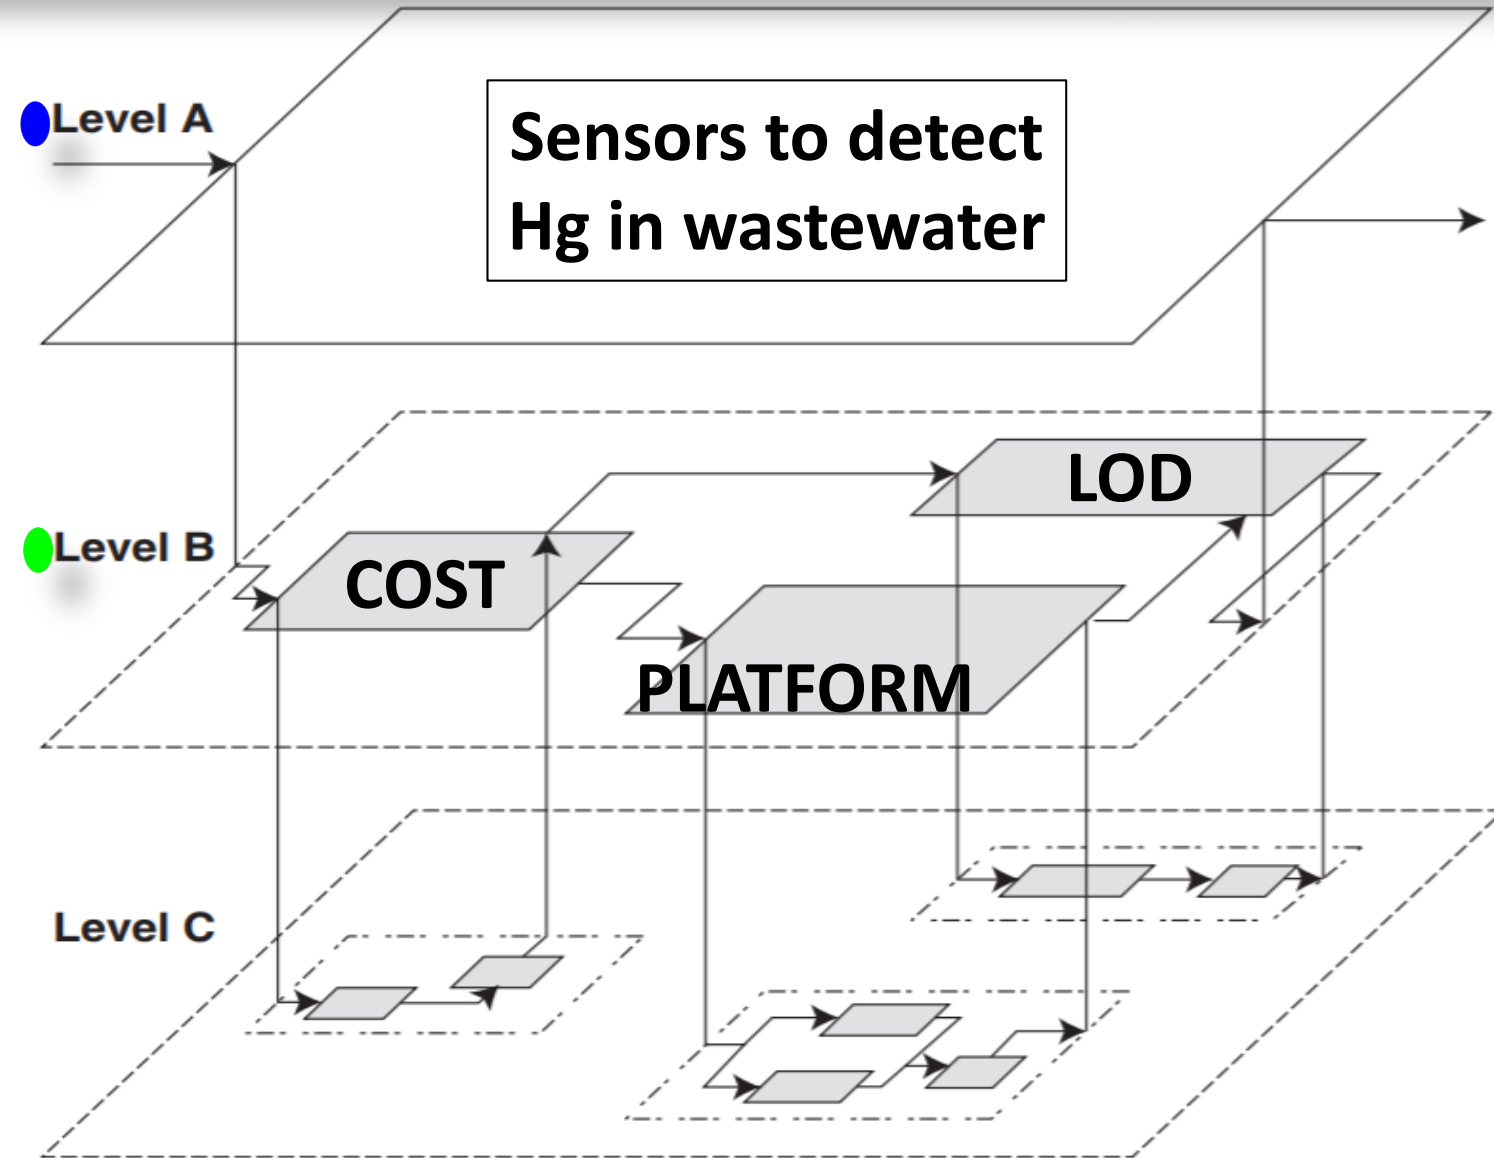 Level A
Sensors to detect
Hg in wastewater
LOD
Level B
COST
PLATFORM
Level C